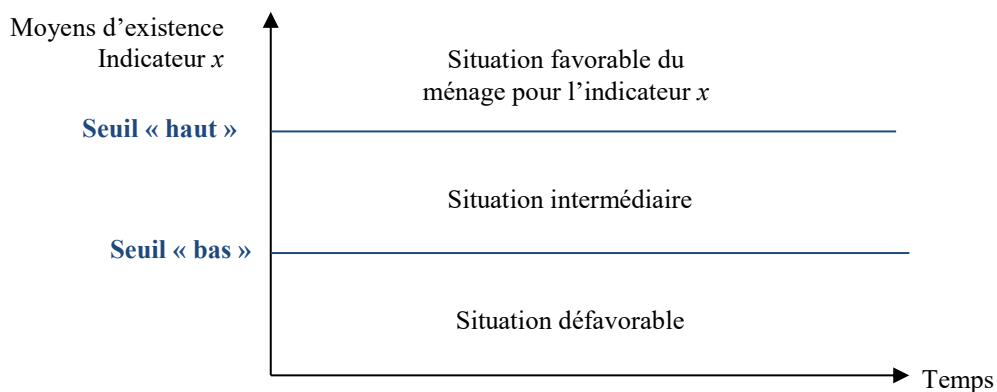 Moyens d’existence
Indicateur x
Situation favorable du
ménage pour l’indicateur x
Seuil « haut »
Situation intermédiaire
Seuil « bas »
Situation défavorable
Temps